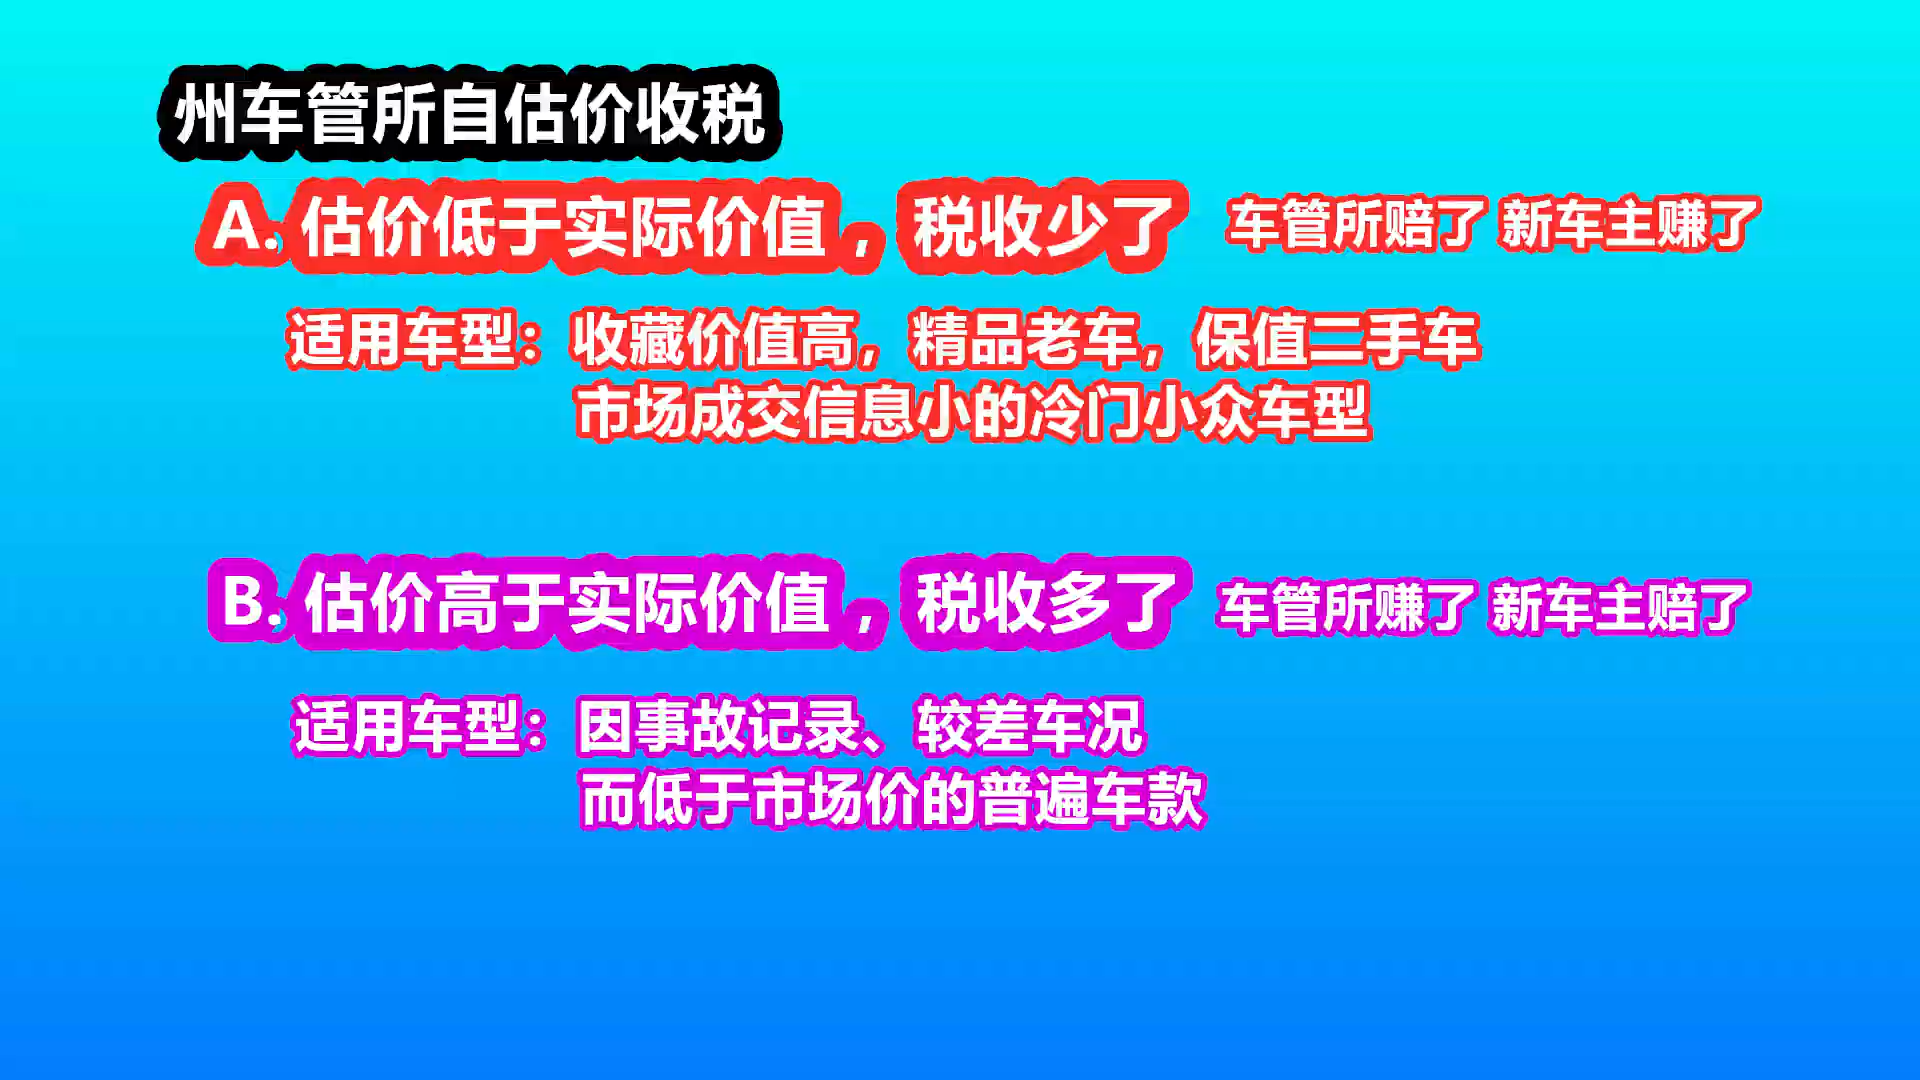 州车管所自估价收税
A. 估价低于实际价值，税收少了 车管所赔了 新车主赚了
适用车型：收藏价值高，精品老车，保值二手车
市场成交信息小的冷门小众车型
B. 估价高于实际价值，税收多了 车管所赚了 新车主赔了
适用车型：因事故记录、较差车况
而低于市场价的普遍车款